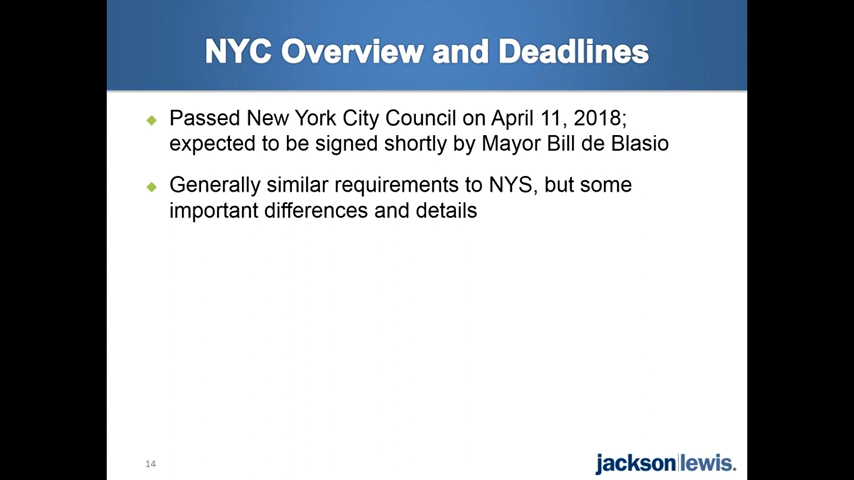 NYC Overview and Deadlines
Passed New York City Council on April 11, 2018;
expected to be signed shortly by Mayor Bill de Blasio
Generally similar requirements to NYS, but some
important differences and details
14
jackson|lewis.